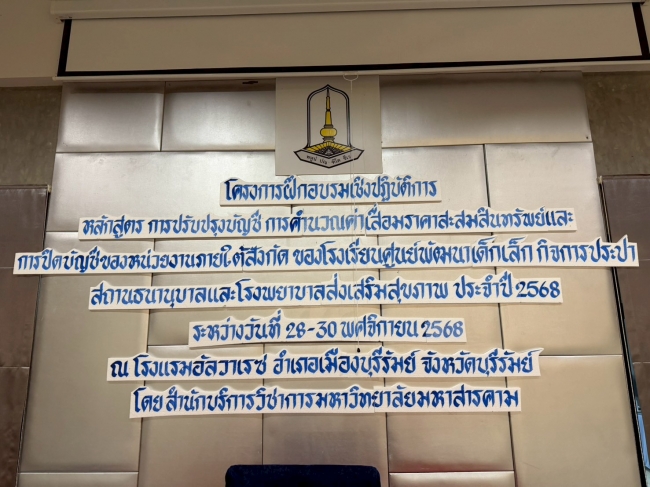 โครงการฝึกอบรมเชิงปฏิบัติการ
หลักสูตร การปรับปรุงบัญชี การคำนวณค่าเสื่อมราคาสะสมสินทรัพย์และ
การปิดบัญชีของหน่วยงานภายใต้สังกัด ของโรงเรียนศูนย์พัฒนาเด็กเล็ก กิจการประปา
สถานธนานุบาลและโรงพยาบาลส่งเสริมสุขภาพ ประจำปี 2568
ระหว่างวันที่ 28-30 พฤศจิกายน 2568
ณ โรงแรมอัลวาเรซ อำเภอเมืองบุรีรัมย์ จังหวัดบุรีรัมย์
โดย สำนักบริการวิชาการมหาวิทยาลัยมหาสารคาม